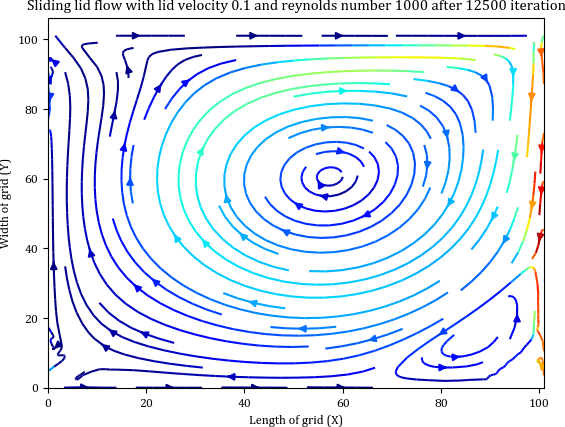 Sliding lid flow with lid velocity 0.1 and reynolds number 1000 after 12500 iteration
100
80
60
40
20
0
Width of grid (Y)
0 20 40 60 80 100
Length of grid (X)